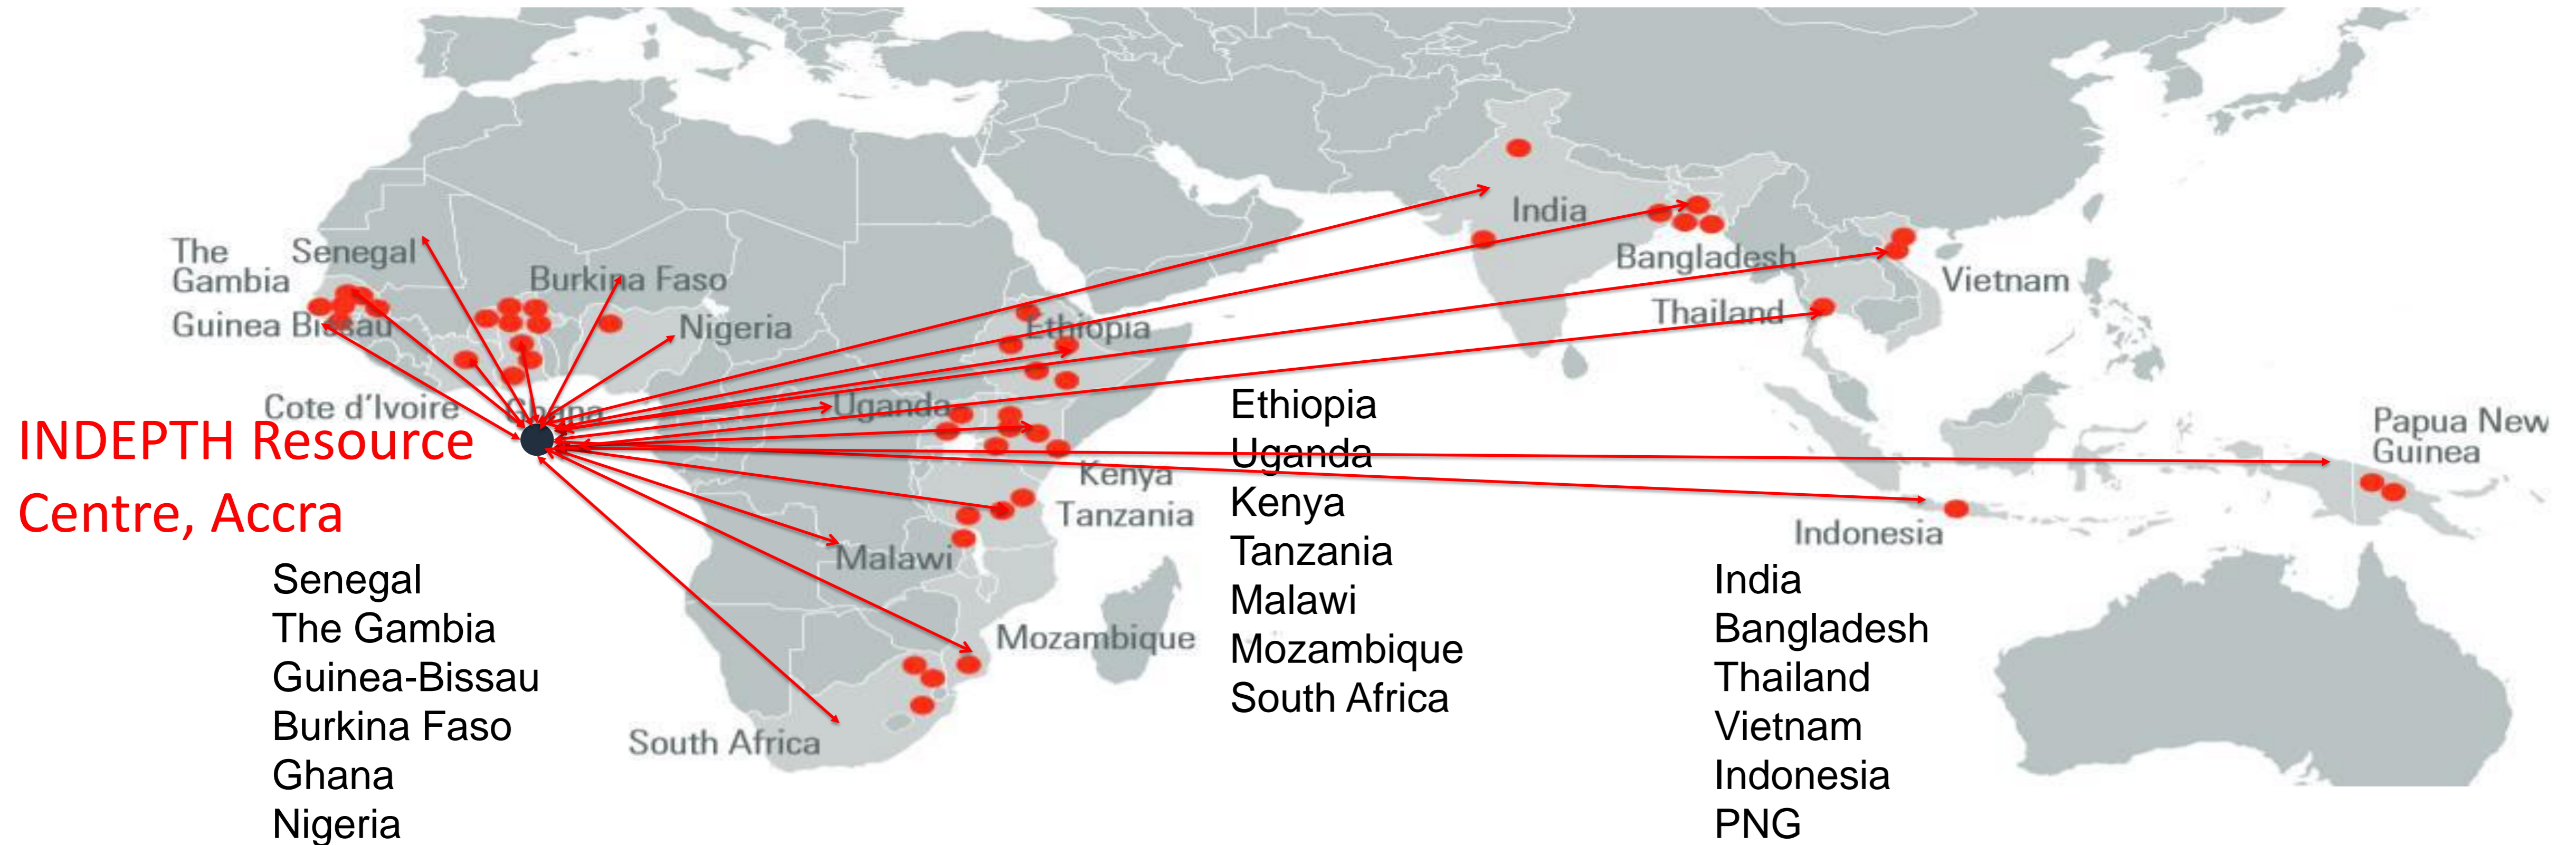 The
Gambia
Senegal
Guinea Bissau
Burkina Faso
Nigeria
Cote d'Ivoire
Ghana
INDEPTH Resource
Centre, Accra
Ethiopia
Uganda
Kenya
Tanzania
Malawi
Mozambique
South Africa
India
Bangladesh
Thailand
Vietnam
Indonesia
Papua New
Guinea
Senegal
The Gambia
Guinea-Bissau
Burkina Faso
Ghana
Nigeria
Ethiopia
Uganda
Kenya
Tanzania
Malawi
Mozambique
South Africa
India
Bangladesh
Thailand
Vietnam
Indonesia
PNG